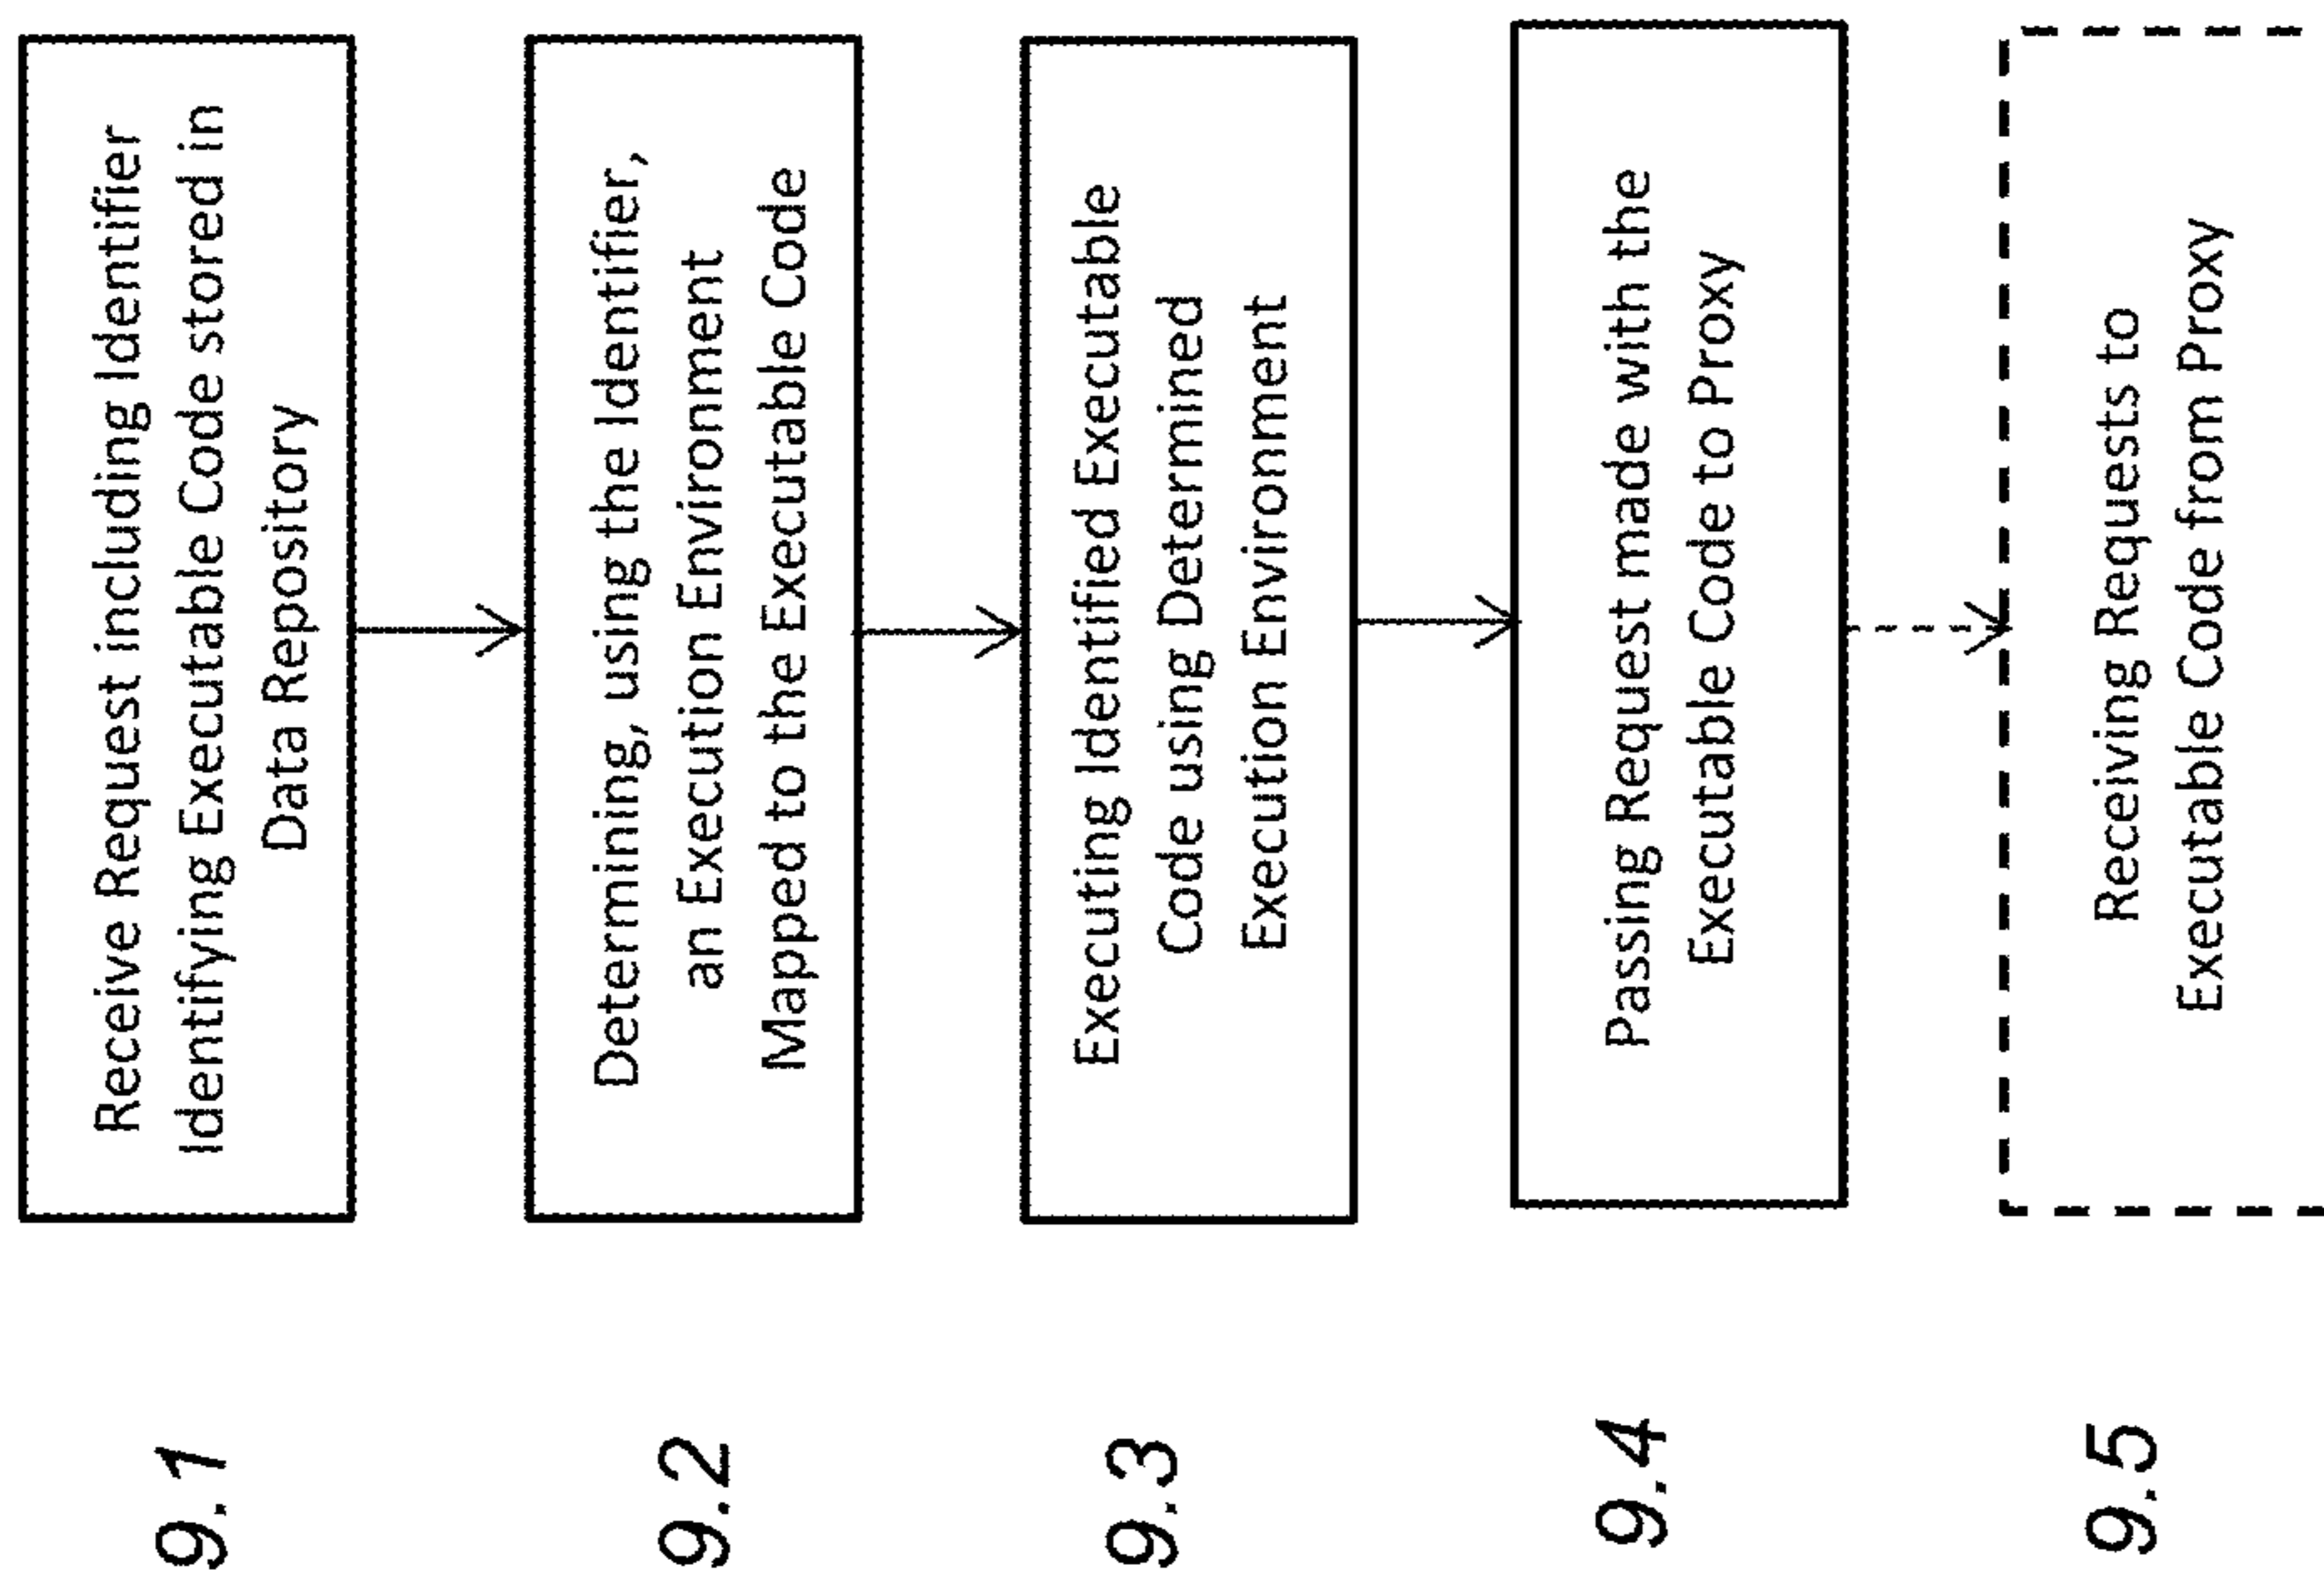 9.1
Receive Request including Identifier
Identifying Executable Code stored in
Data Repository
9.2
Determining, using the Identifier,
an Execution Environment
Mapped to the Executable Code
9.3
Executing Identified Executable
Code using Determined
Execution Environment
9.4
Passing Request made with the
Executable Code to Proxy
9.5
Receiving Requests to
Executable Code from Proxy